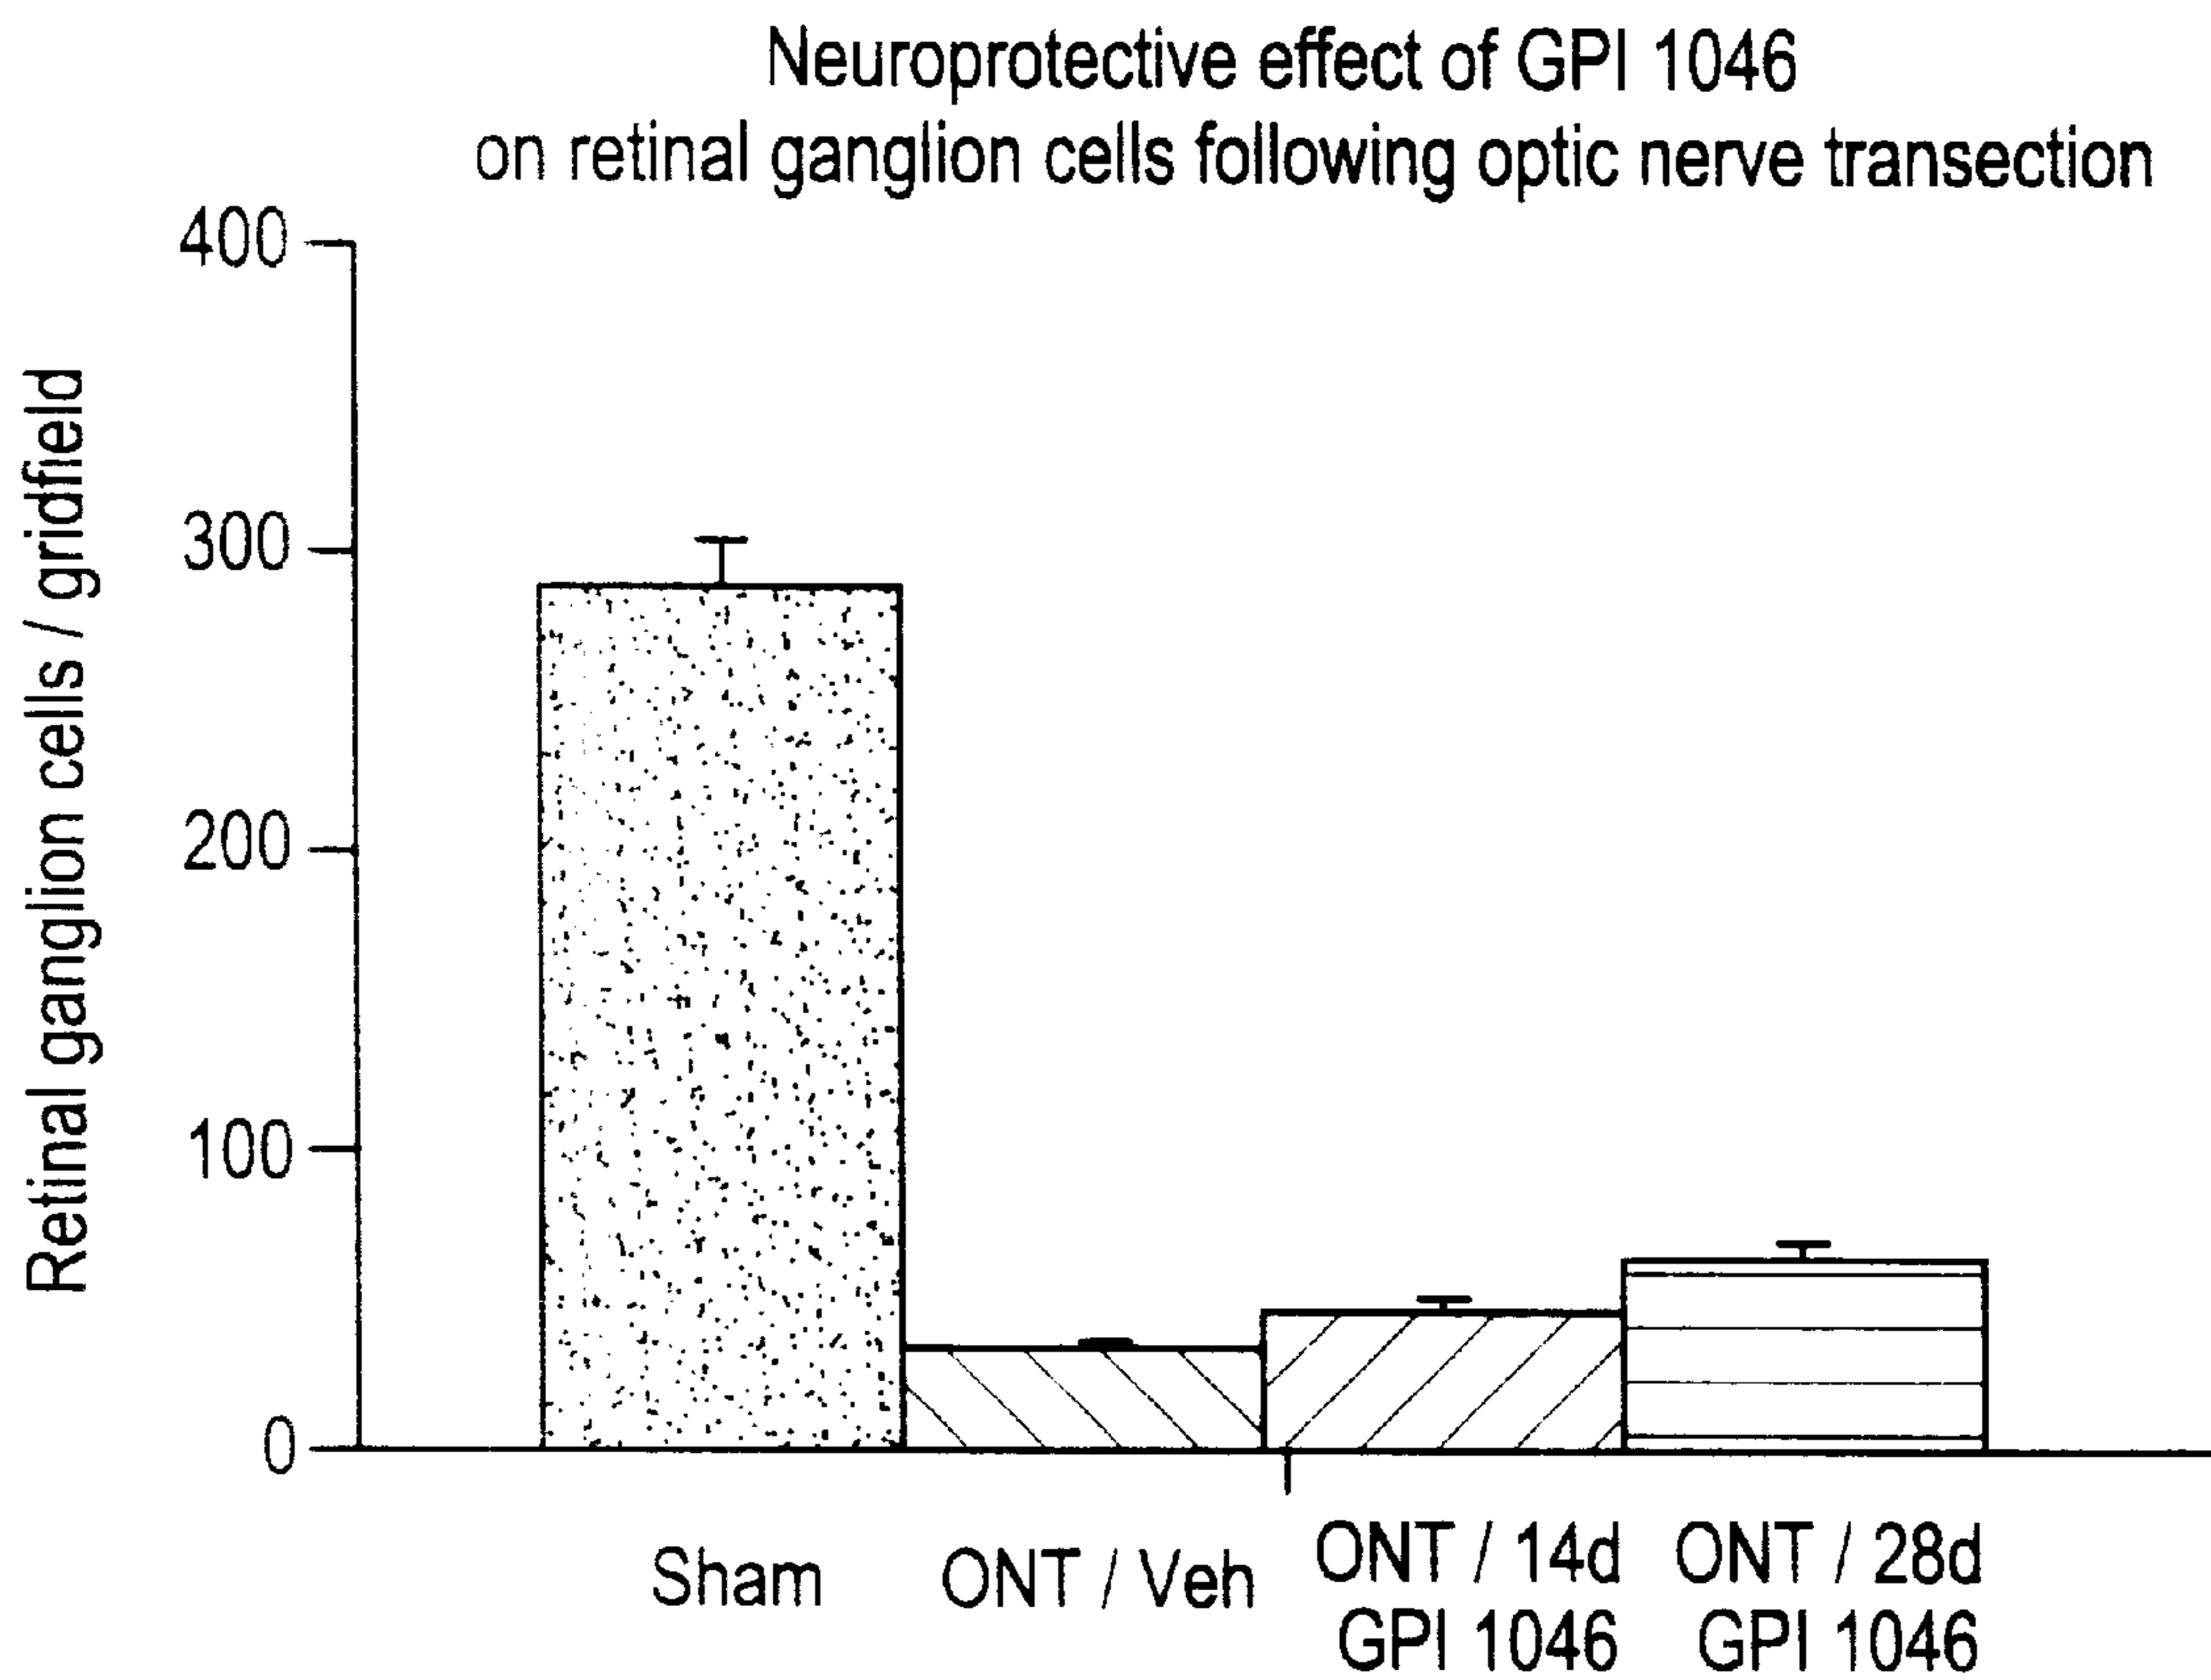 Neuroprotective effect of GPI 1046
on retinal ganglion cells following optic nerve transection
Retinal ganglion cells / gridfield
400
300
200
100
0
Sham
ONT / Veh
ONT / 14d
GPI 1046
ONT / 28d
GPI 1046